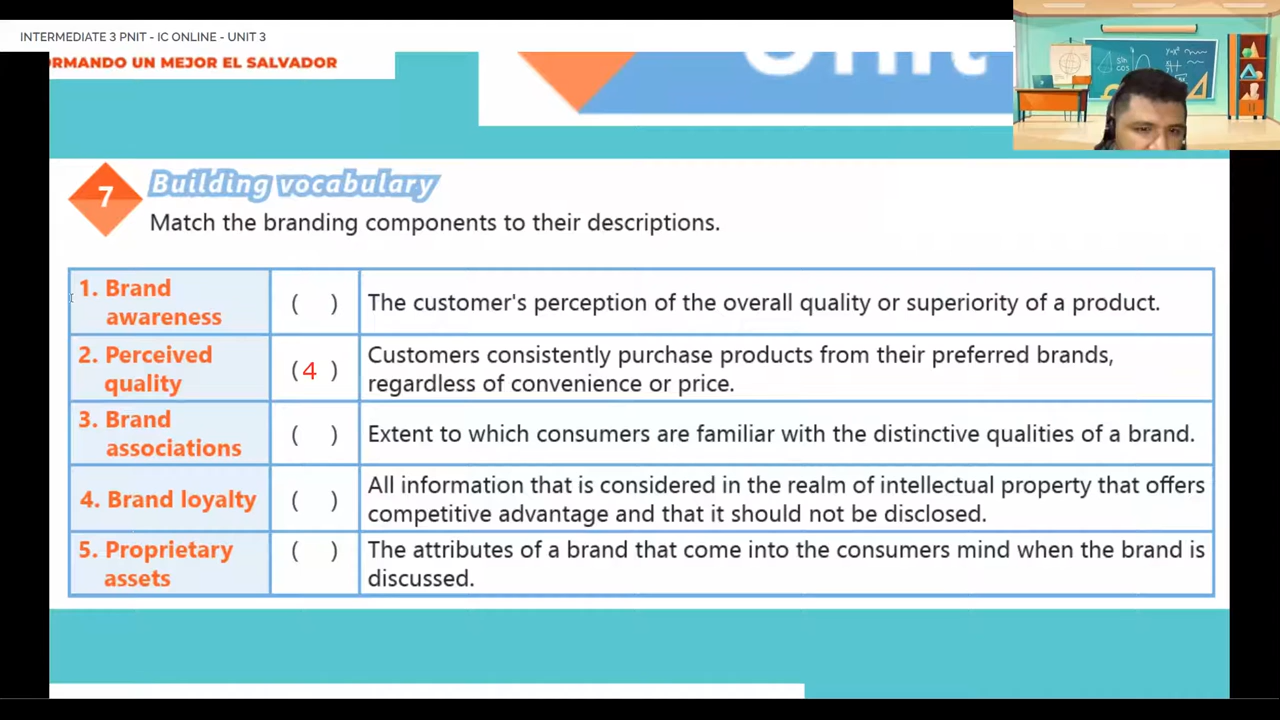 INTERMEDIATE 3 PNIT - IC ONLINE - UNIT 3
ORMANDO UN MEJOR EL SALVADOR
Unit
7
Building vocabulary
Match the branding components to their descriptions.
1. Brand awareness
( )
The customer's perception of the overall quality or superiority of a product.
2. Perceived quality
(4 )
Customers consistently purchase products from their preferred brands,
regardless of convenience or price.
3. Brand associations
( )
Extent to which consumers are familiar with the distinctive qualities of a brand.
4. Brand loyalty
( )
All information that is considered in the realm of intellectual property that offers
competitive advantage and that it should not be disclosed.
5. Proprietary assets
( )
The attributes of a brand that come into the consumers mind when the brand is
discussed.
sin
cos